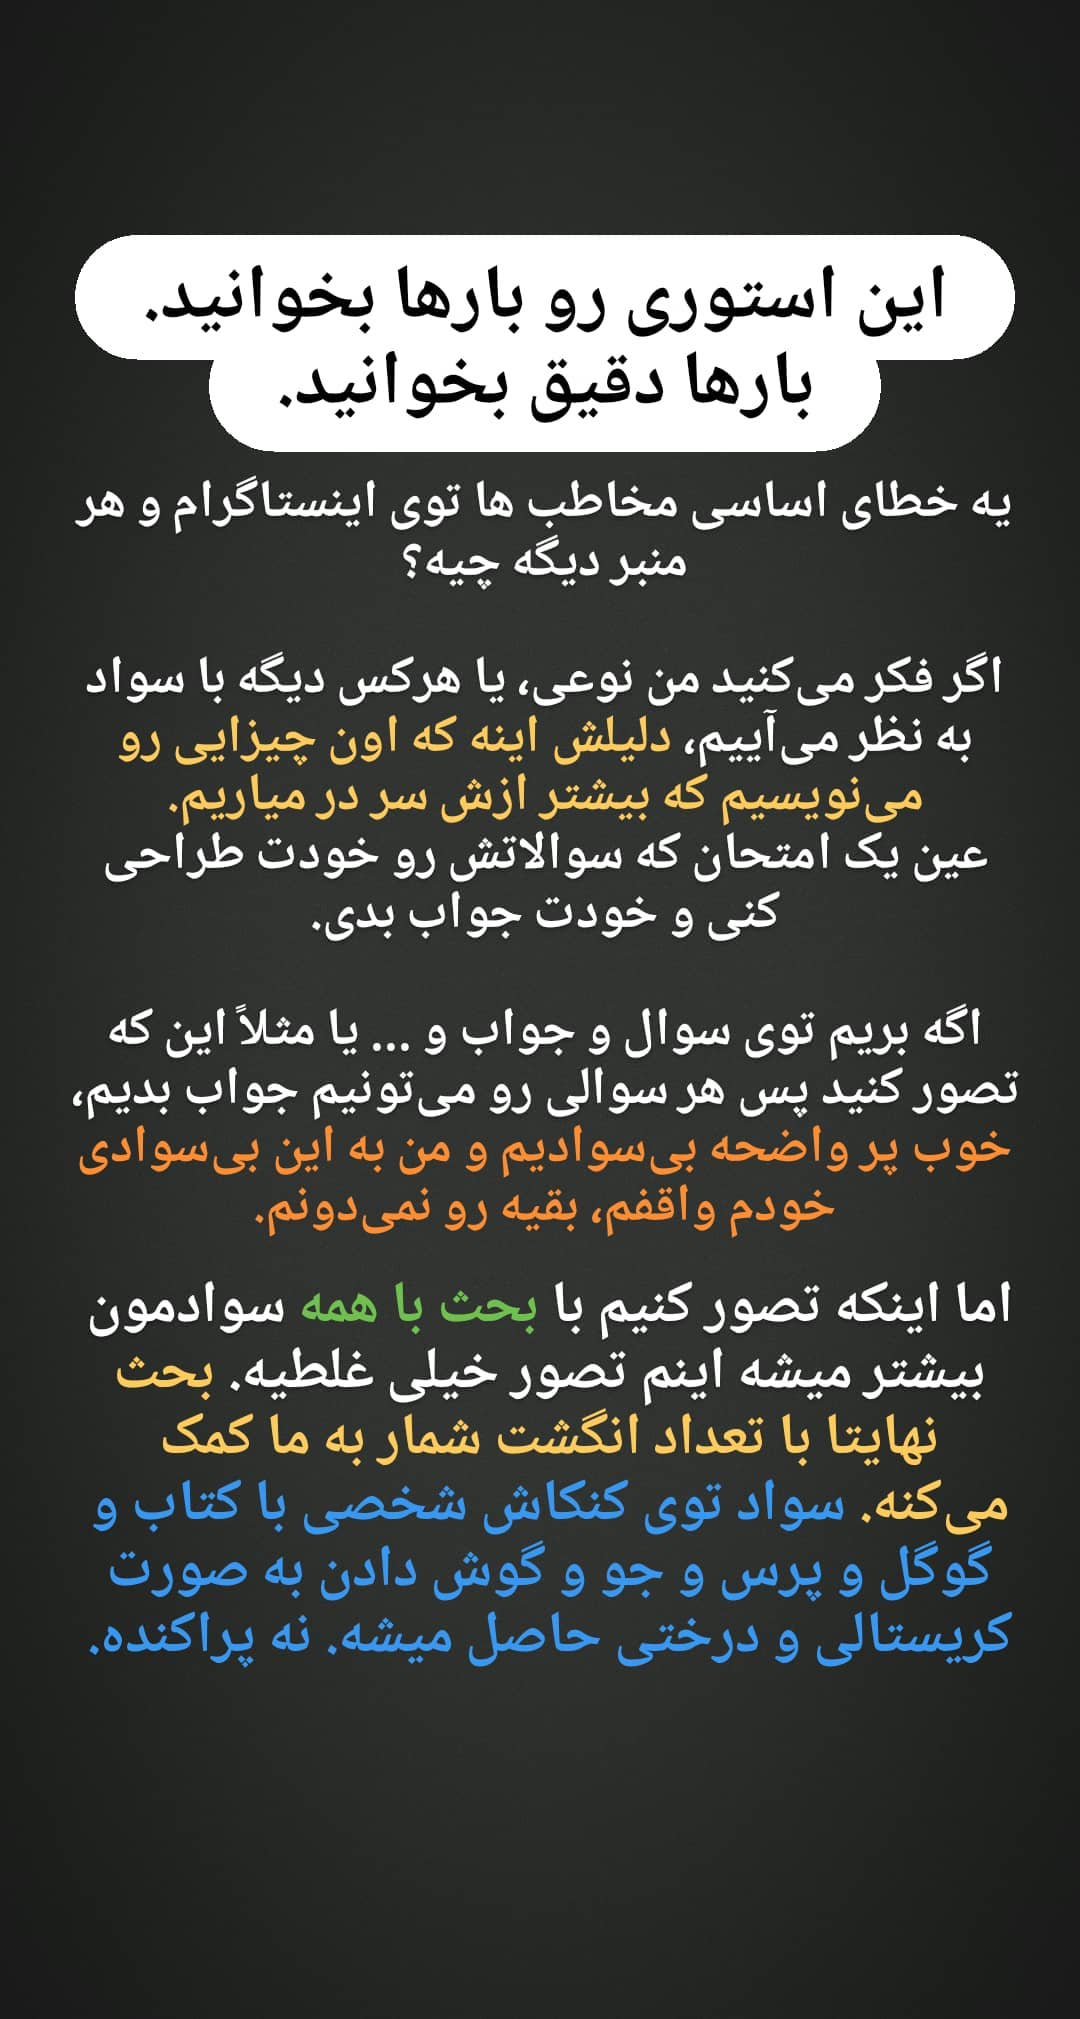 این استوری رو بارها بخوانید.
بارها دقیق بخوانید.
یه خطای اساسی مخاطب ها توی اینستاگرام و هر
منبر دیگه چیه؟
اگر فکر می‌کنید من نوعی، یا هرکس دیگه با سواد
به نظر می‌آییم، دلیلش اینه که اون چیزایی رو
می‌نویسیم که بیشتر ازش سر در میاریم.
عین یک امتحان که سوالاتش رو خودت طراحی
کنی و خودت جواب بدی.
اگه بریم توی سوال و جواب و ... یا مثلاً این که
تصور کنید پس هر سوالی رو می‌تونیم جواب بدیم،
خوب پر واضحه بی‌سوادیم و من به این بی‌سوادی
خودم واقفم، بقیه رو نمی‌دونم.
اما اینکه تصور کنیم با بحث با همه سوادمون
بیشتر میشه اینم تصور خیلی غلطیه. بحث
نهایتا با تعداد انگشت شمار به ما کمک
می‌کنه. سواد توی کنکاش شخصی با کتاب و
گوگل و پرس و جو و گوش دادن به صورت
کریستالی و درختی حاصل میشه. نه پراکنده.